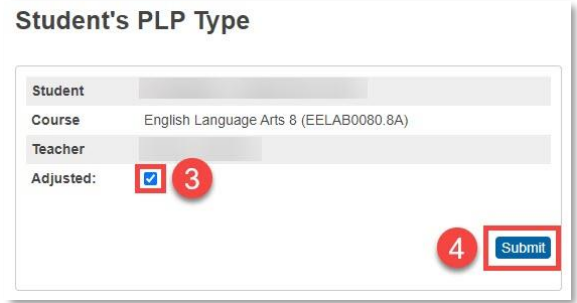 Student's PLP Type
Student
Course English Language Arts 8 (EELAB0080.8A)
Teacher
Adjusted: 3
4 Submit